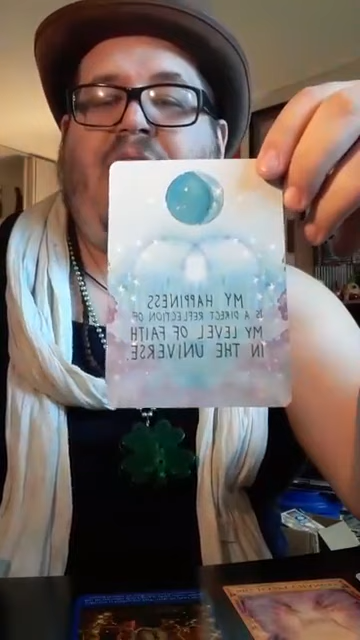 MY HAPPINESS
IS A DIRECT REFLECTION OF
MY LEVEL OF FAITH
IN THE UNIVERSE.